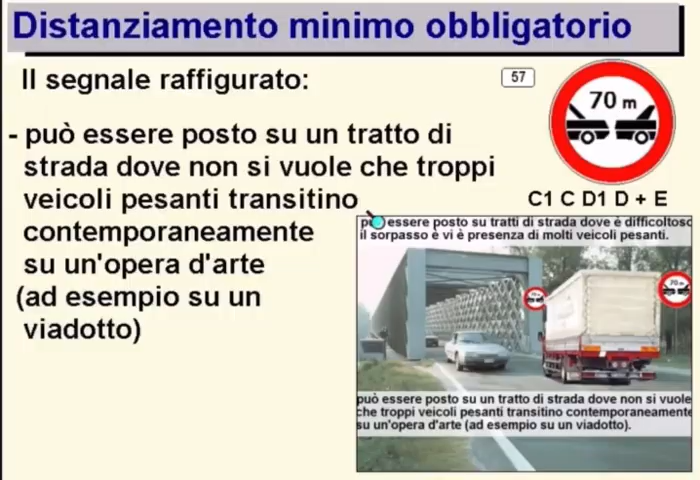 Distanziamento minimo obbligatorio
Il segnale raffigurato:
57
70 m
- può essere posto su un tratto di
strada dove non si vuole che troppi
veicoli pesanti transitino
contemporaneamente
su un'opera d'arte
(ad esempio su un
viadotto)
C1 C D1 D + E
può essere posto su tratti di strada dove è difficoltoso
il sorpasso e vi è presenza di molti veicoli pesanti.
70 m
può essere posto su un tratto di strada dove non si vuole
che troppi veicoli pesanti transitino contemporaneamente
su un'opera d'arte (ad esempio su un viadotto).